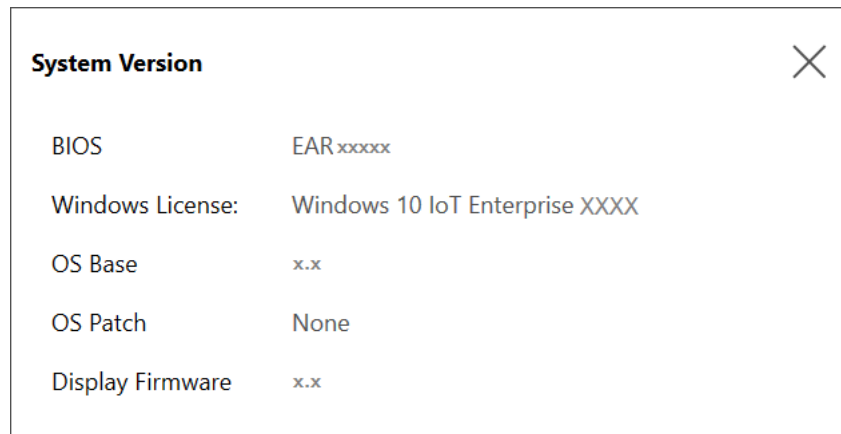 System Version
BIOS EAR xxxxx
Windows License: Windows 10 IoT Enterprise XXXX
OS Base x.x
OS Patch None
Display Firmware x.x